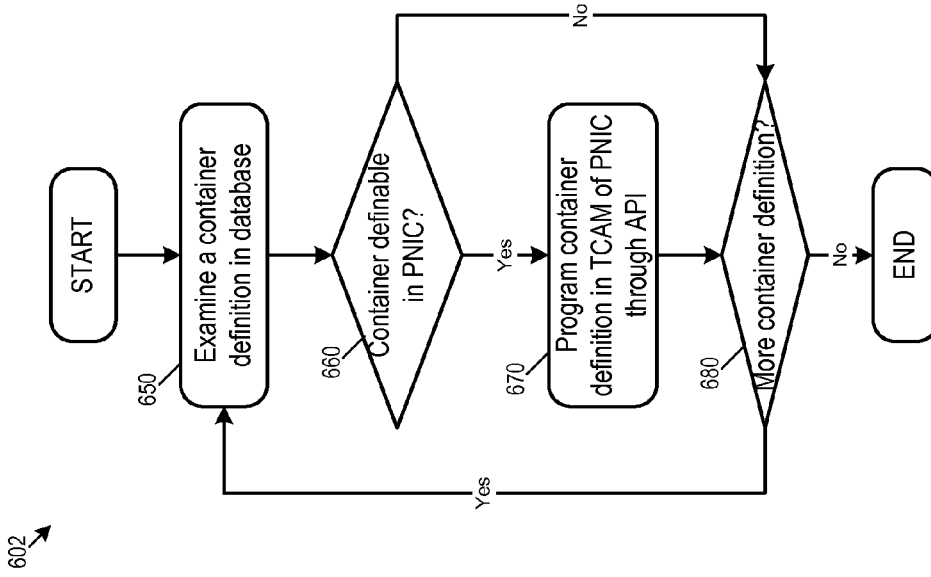 602
START
650
Examine a container
definition in database
660
Container definable
in PNIC?
No
Yes
670
Program container
definition in TCAM of PNIC
through API
680
More container definition?
Yes
No
END